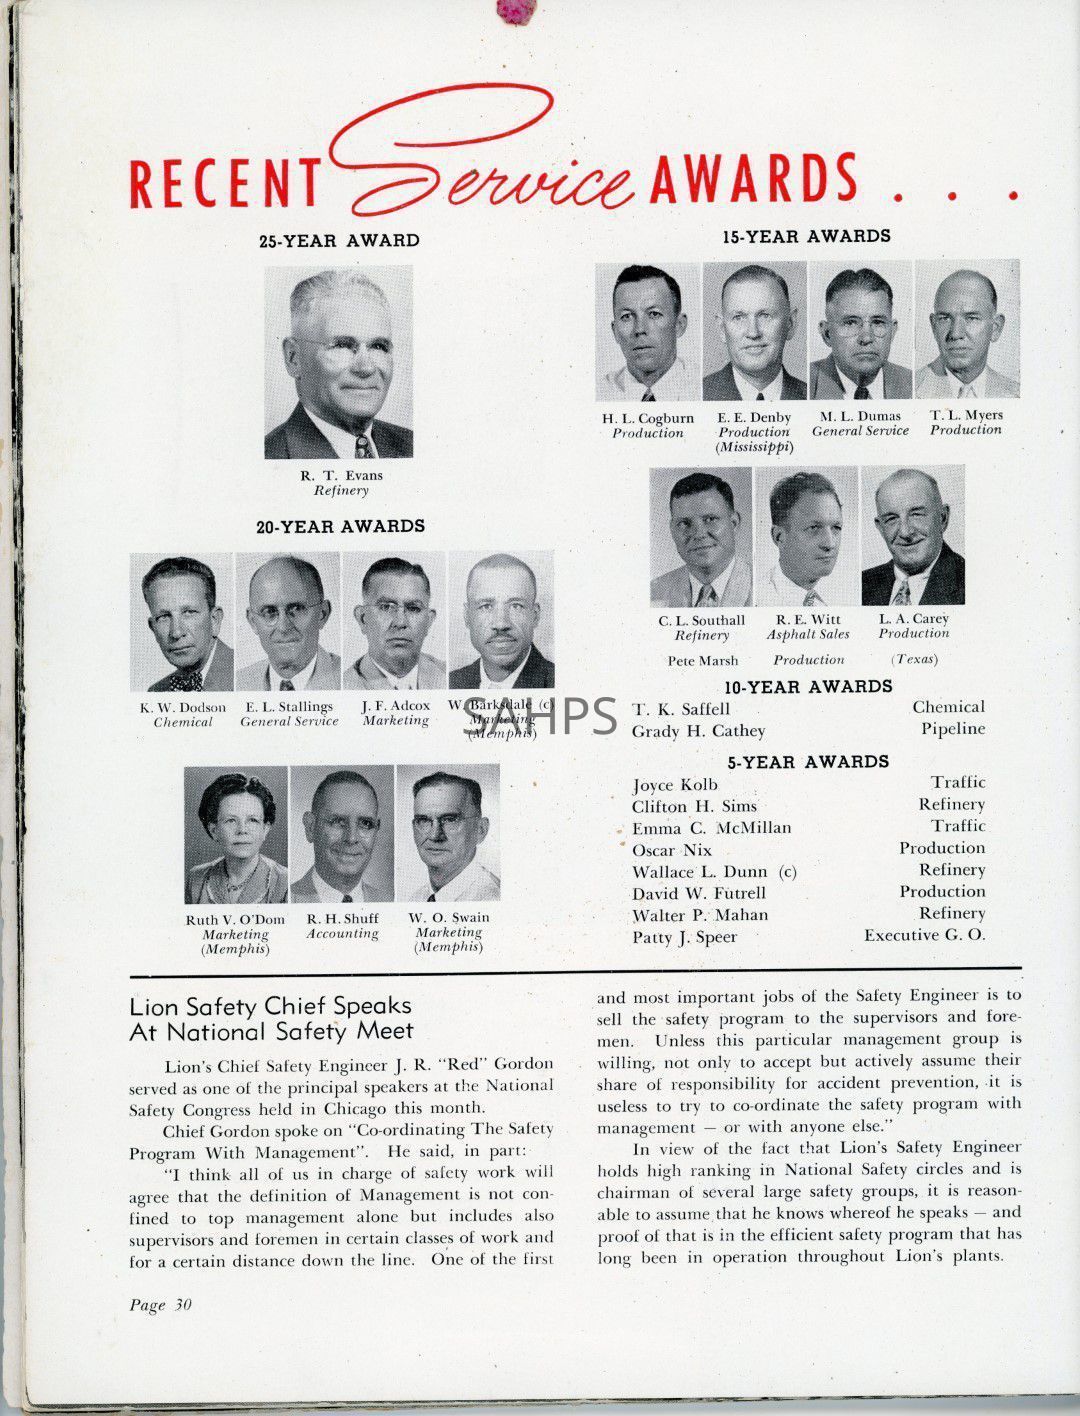 RECENT Service AWARDS . . .
25-YEAR AWARD
R. T. Evans
Refinery
20-YEAR AWARDS
K. W. Dodson
Chemical
E. L. Stallings
General Service
J. F. Adcox
Marketing
W. Barksdale (c)
Marketing
(Memphis)
Ruth V. O'Dom
Marketing
(Memphis)
R. H. Shuff
Accounting
W. O. Swain
Marketing
(Memphis)
15-YEAR AWARDS
H. L. Cogburn
Production
E. E. Denby
Production
(Mississippi)
M. L. Dumas
General Service
T. L. Myers
Production
C. L. Southall
Refinery
R. E. Witt
Asphalt Sales
L. A. Carey
Production
Pete Marsh Production (Texas)
10-YEAR AWARDS
T. K. Saffell Chemical
Grady H. Cathey Pipeline
5-YEAR AWARDS
Joyce Kolb Traffic
Clifton H. Sims Refinery
Emma C. McMillan Traffic
Oscar Nix Production
Wallace L. Dunn (c) Refinery
David W. Futrell Production
Walter P. Mahan Refinery
Patty J. Speer Executive G. O.
SAHPS
Lion Safety Chief Speaks
At National Safety Meet
Lion's Chief Safety Engineer J. R. "Red" Gordon
served as one of the principal speakers at the National
Safety Congress held in Chicago this month.
Chief Gordon spoke on "Co-ordinating The Safety
Program With Management". He said, in part:
"I think all of us in charge of safety work will
agree that the definition of Management is not con-
fined to top management alone but includes also
supervisors and foremen in certain classes of work and
for a certain distance down the line. One of the first
and most important jobs of the Safety Engineer is to
sell the safety program to the supervisors and fore-
men. Unless this particular management group is
willing, not only to accept but actively assume their
share of responsibility for accident prevention, it is
useless to try to co-ordinate the safety program with
management — or with anyone else."
In view of the fact that Lion's Safety Engineer
holds high ranking in National Safety circles and is
chairman of several large safety groups, it is reason-
able to assume that he knows whereof he speaks — and
proof of that is in the efficient safety program that has
long been in operation throughout Lion's plants.
Page 30